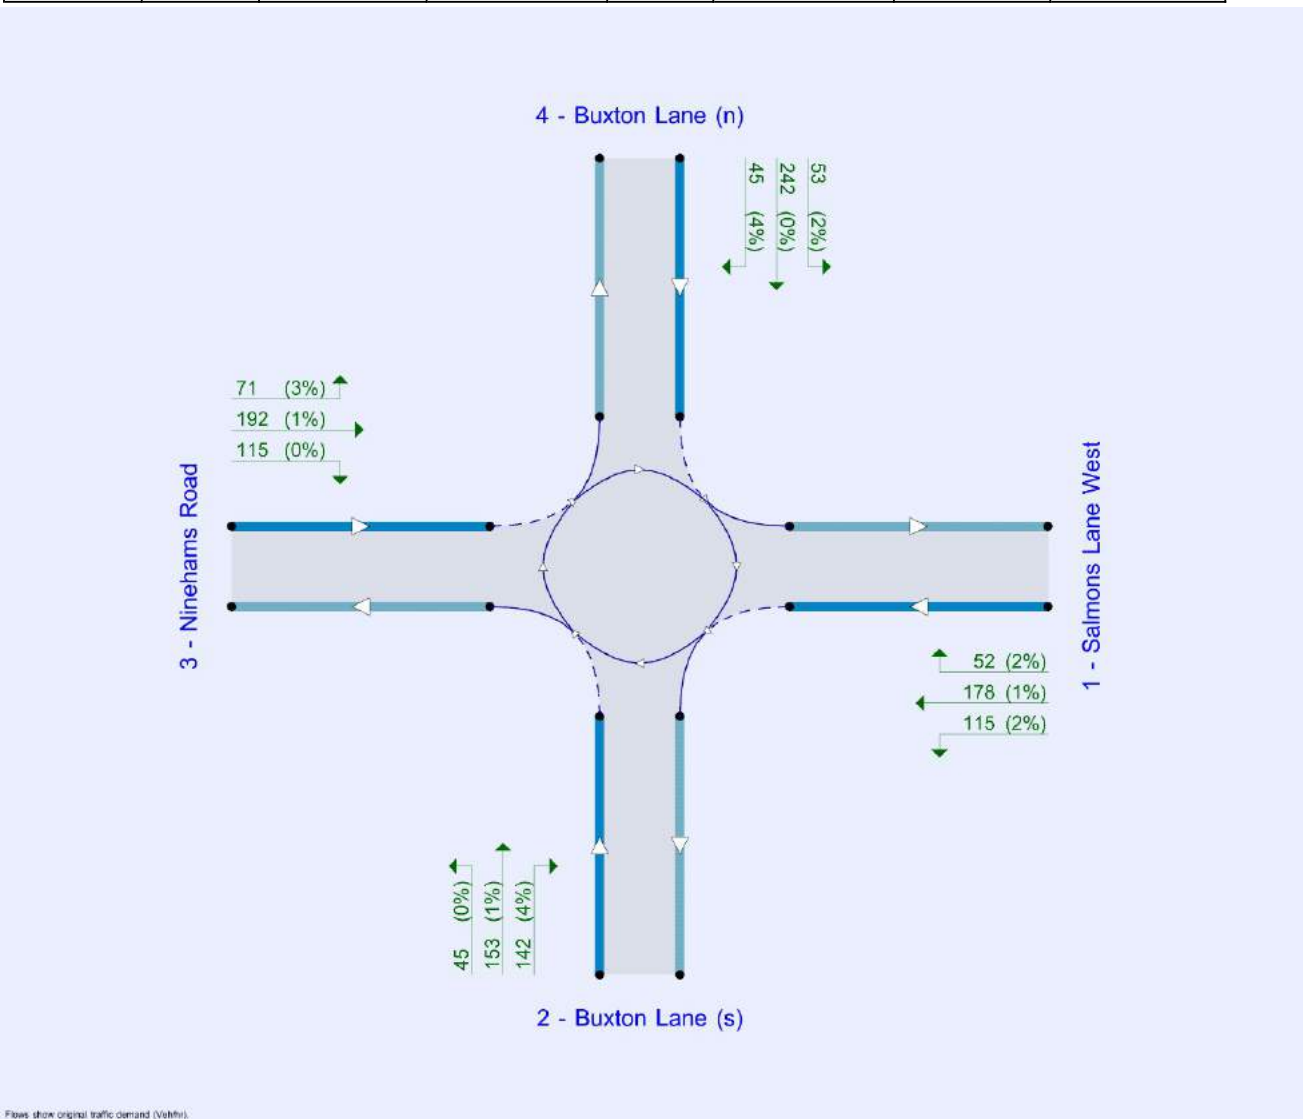 4 - Buxton Lane (n)
53 (2%)
242 (0%)
45 (4%)
71 (3%)
192 (1%)
115 (0%)
3 - Ninehams Road
1 - Salmons Lane West
52 (2%)
178 (1%)
115 (2%)
45 (0%)
153 (1%)
142 (4%)
2 - Buxton Lane (s)
Flows show original traffic demand (Veh/hr).